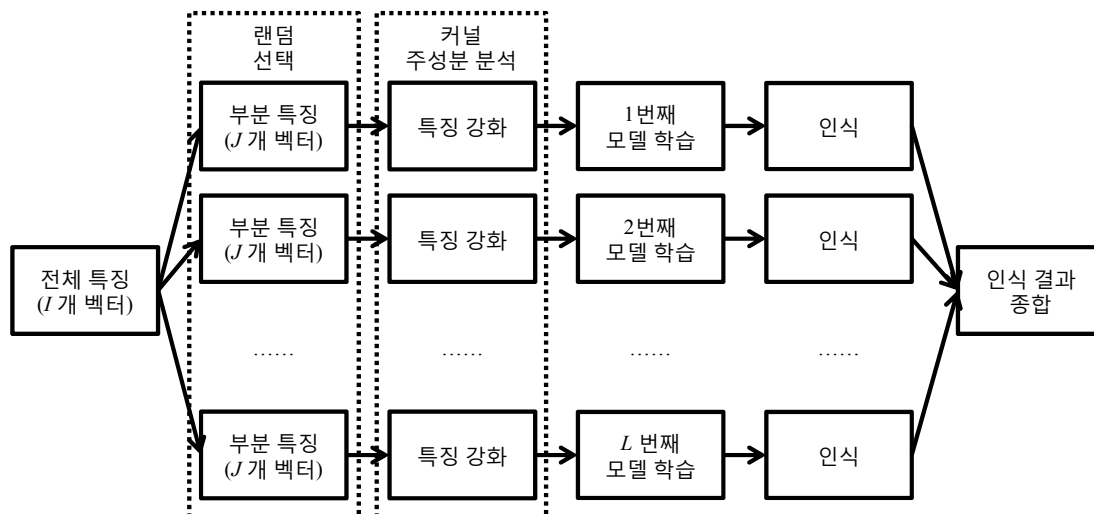 랜덤
선택
커널
주성분 분석
부분 특징
(J 개 벡터)
특징 강화
1번째
모델 학습
인식
부분 특징
(J 개 벡터)
특징 강화
2번째
모델 학습
인식
전체 특징
(I 개 벡터)
인식 결과
종합
......
......
......
......
부분 특징
(J 개 벡터)
특징 강화
L 번째
모델 학습
인식